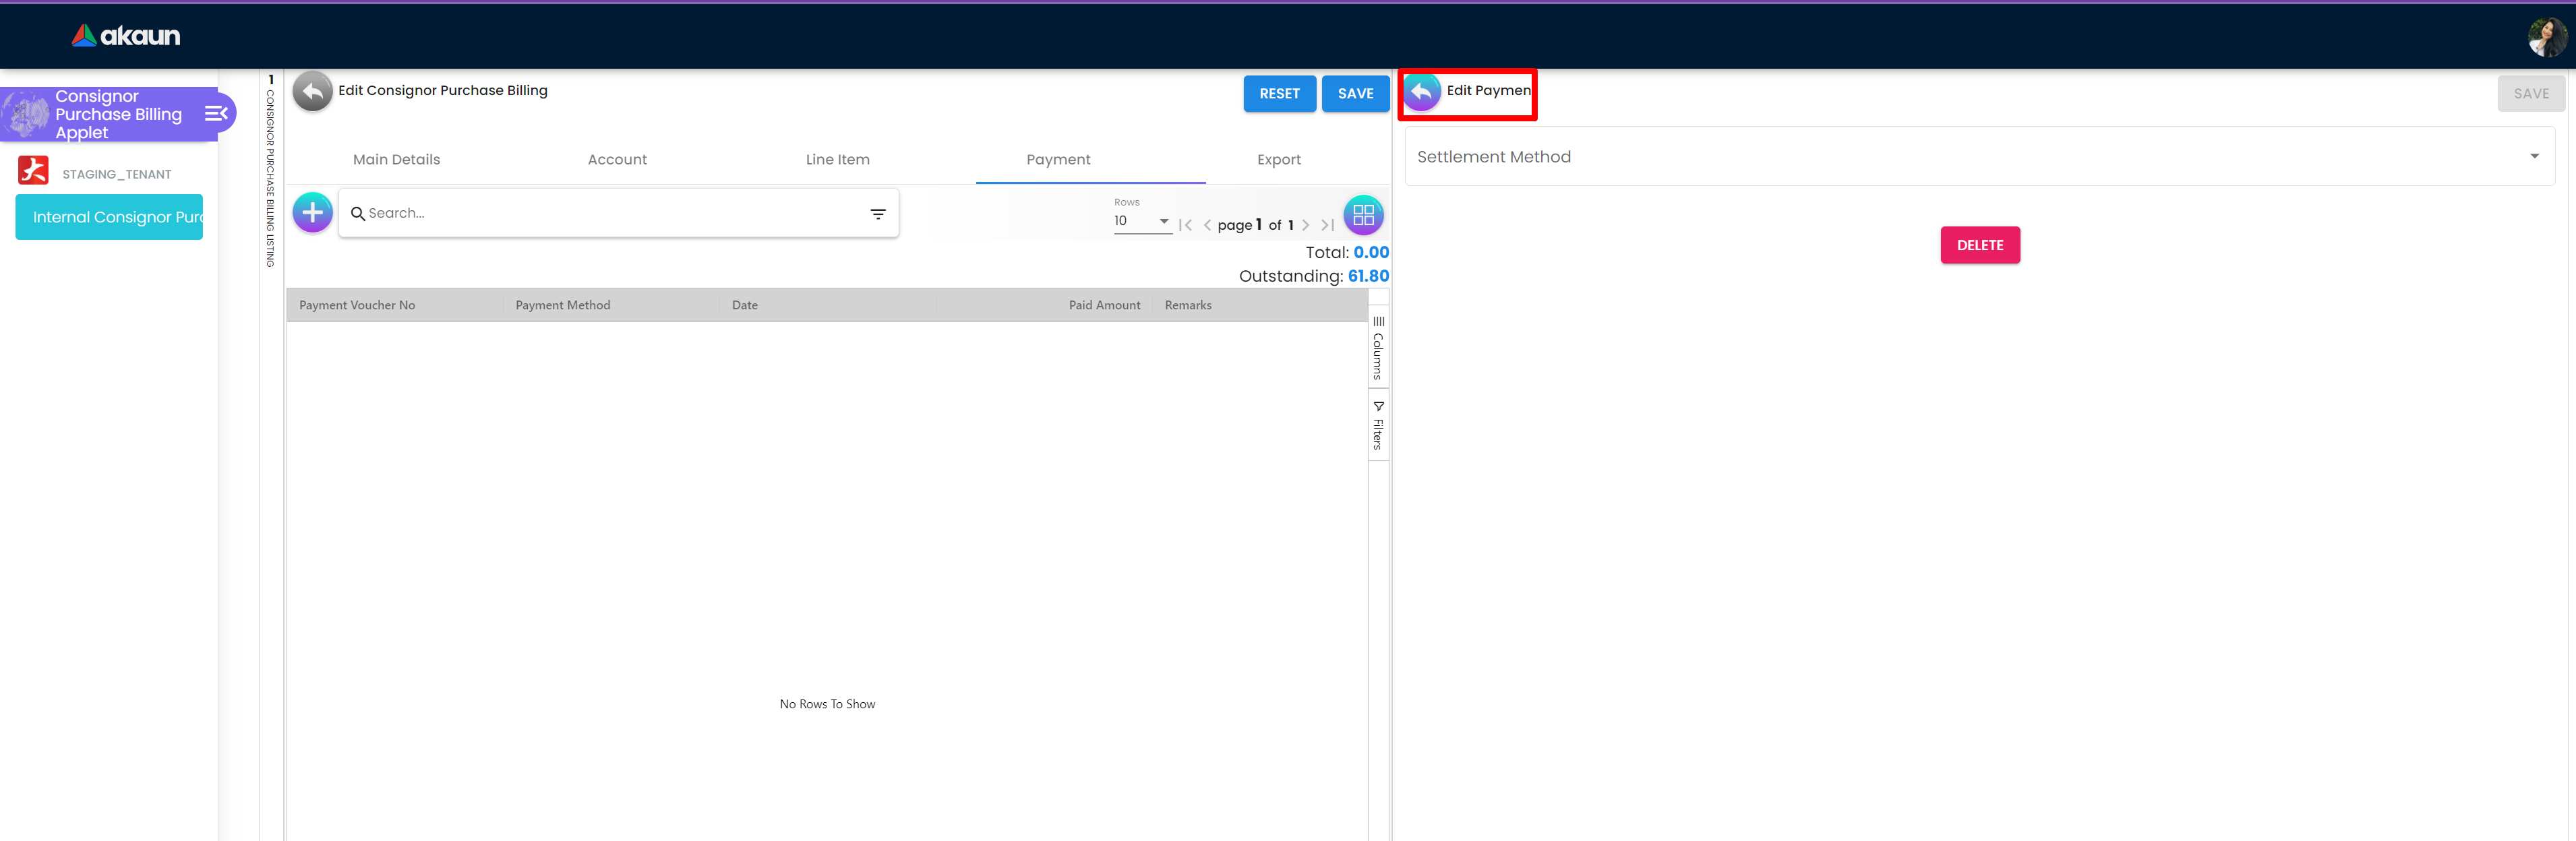 akaun
Consignor
Purchase Billing
Applet
STAGING_TENANT
Internal Consignor Purc
1
CONSIGNOR PURCHASE BILLING LISTING
Edit Consignor Purchase Billing
RESET
SAVE
Main Details
Account
Line Item
Payment
Export
Search...
Rows
10
page 1 of 1
Total: 0.00
Outstanding: 61.80
Payment Voucher No
Payment Method
Date
Paid Amount
Remarks
Columns
Filters
No Rows To Show
Edit Paymen
SAVE
Settlement Method
DELETE